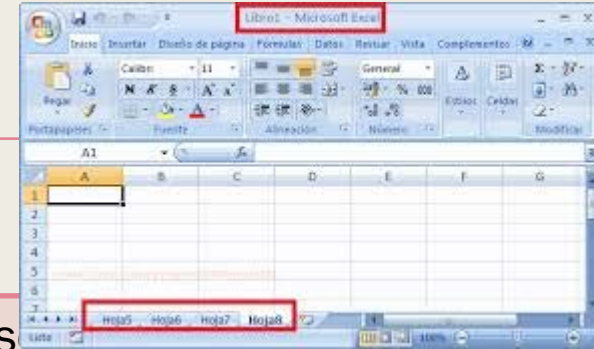 Libro1 - Microsoft Excel
Inicio Insertar Diseño de página Fórmulas Datos Revisar Vista Complementos
Calibri 11 General
Pegar N K S A A % 000 Estilos Celdas
Portapapeles Fuente Alineación Número Modificar
A1 fx
A B C D E F G
1
2
3
4
5
6
7
Hoja5 Hoja6 Hoja7 Hoja8
Listo 100%